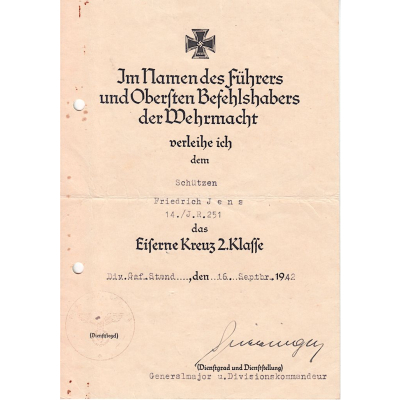 Im Namen des Führers
und Obersten Befehlshabers
der Wehrmacht
verleihe ich
dem
Schützen
Friedrich Jens
14./J.R.251
das
Eiserne Kreuz 2.Klasse
Div.Gef.Stand, den 16. Septbr. 1942
(Dienstsiegel)
(Dienstgrad und Dienststellung)
Generalmajor u.Divisionskommandeur